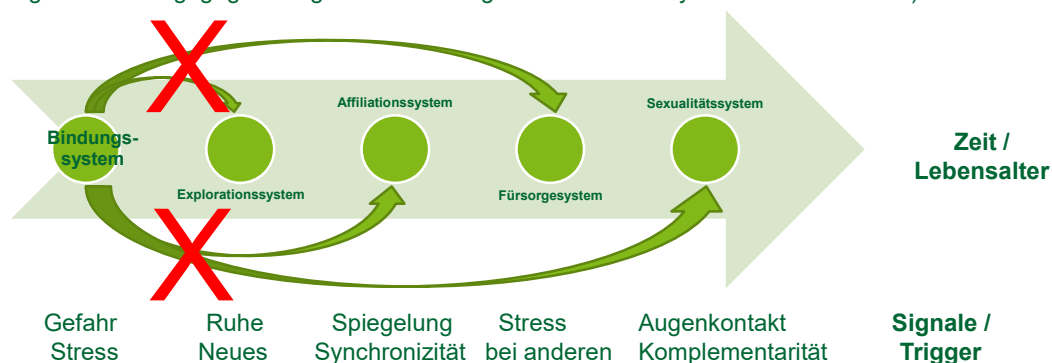 Affiliationssystem
Sexualitätssystem
Bindungs-
system
Zeit /
Lebensalter
Explorationssystem
Fürsorgesystem
Gefahr Ruhe Spiegelung Stress Augenkontakt Signale /
Stress Neues Synchronizität bei anderen Komplementarität Trigger